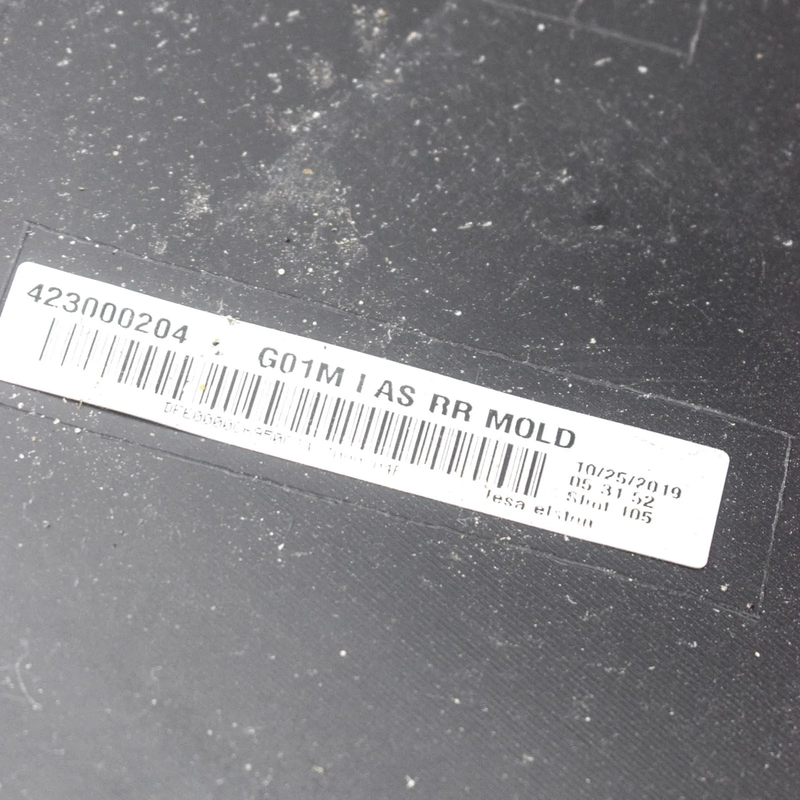 423000204 G01M I AS RR MOLD
10/25/2019
05 31 52
Shot 105